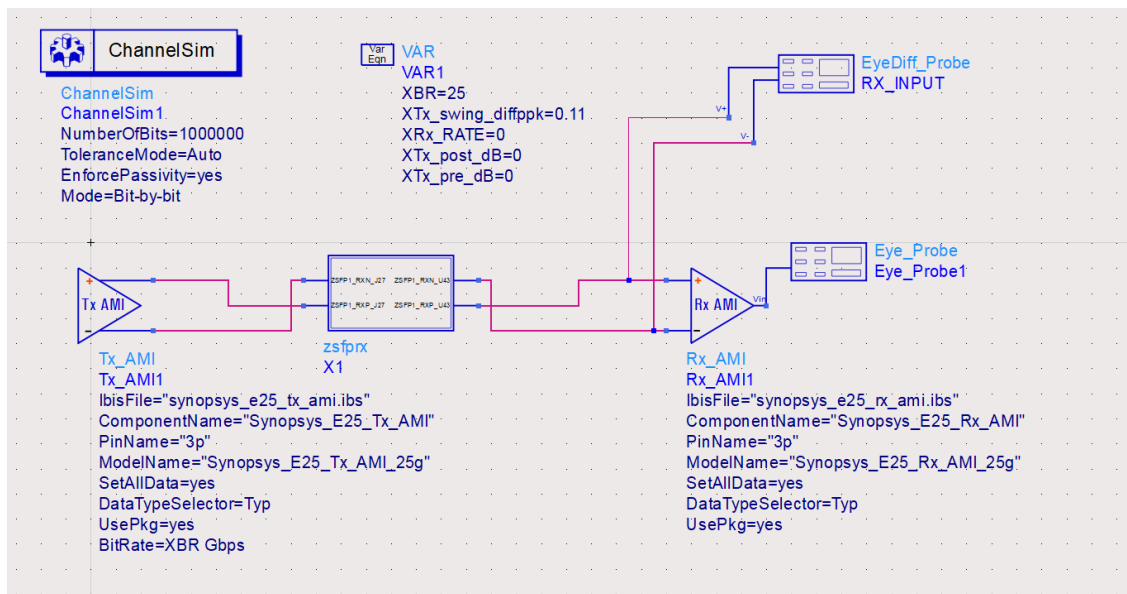 ChannelSim
ChannelSim
ChannelSim1
NumberOfBits=1000000
ToleranceMode=Auto
EnforcePassivity=yes
Mode=Bit-by-bit
Var
Eqn
VAR
VAR1
XBR=25
XTx_swing_diffppk=0.11
XRx_RATE=0
XTx_post_dB=0
XTx_pre_dB=0
EyeDiff_Probe
RX_INPUT
V+
V-
Eye_Probe
Eye_Probe1
+
Tx AMI
−
ZSFP1_RXN_J27 ZSFP1_RXN_U43
ZSFP1_RXP_J27 ZSFP1_RXP_U43
zsfprx
X1
+
Rx AMI
−
Vin
Tx_AMI
Tx_AMI1
IbisFile="synopsys_e25_tx_ami.ibs"
ComponentName="Synopsys_E25_Tx_AMI"
PinName="3p"
ModelName="Synopsys_E25_Tx_AMI_25g"
SetAllData=yes
DataTypeSelector=Typ
UsePkg=yes
BitRate=XBR Gbps
Rx_AMI
Rx_AMI1
IbisFile="synopsys_e25_rx_ami.ibs"
ComponentName="Synopsys_E25_Rx_AMI"
PinName="3p"
ModelName="Synopsys_E25_Rx_AMI_25g"
SetAllData=yes
DataTypeSelector=Typ
UsePkg=yes